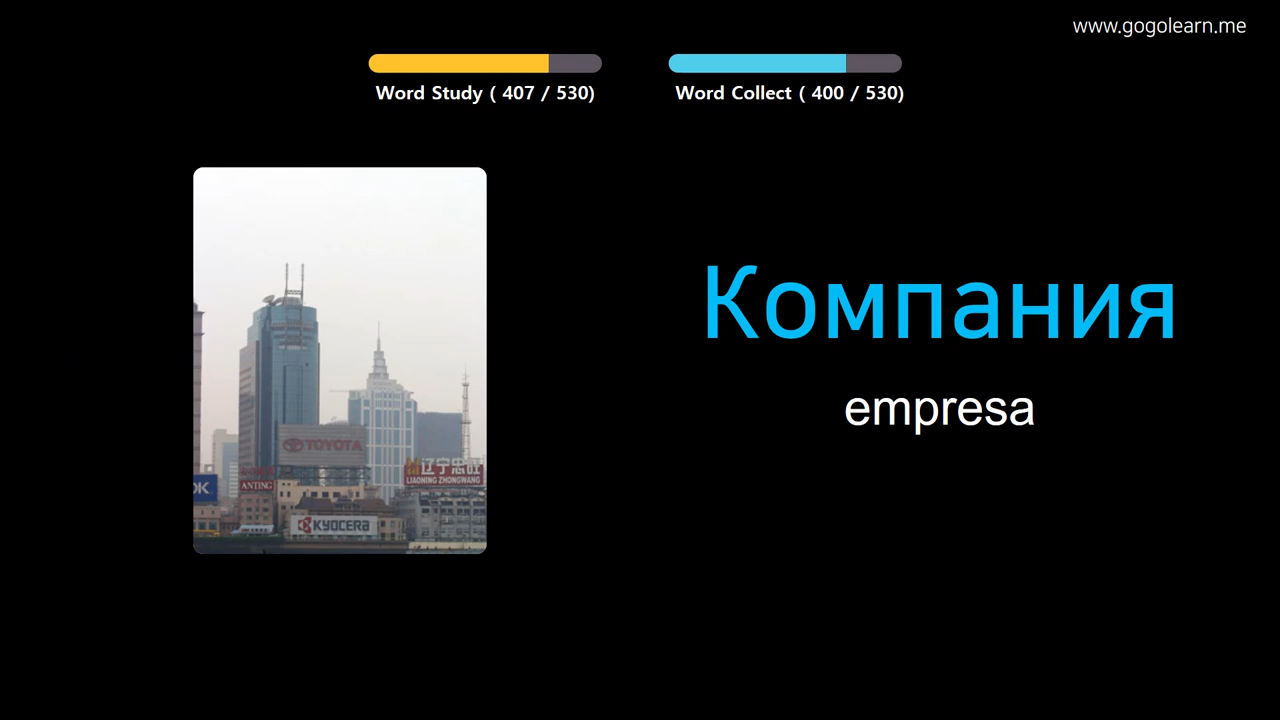 www.gogolearn.me
Word Study ( 407 / 530)
Word Collect ( 400 / 530)
Компания
empresa
TOYOTA
辽宁忠旺
LIAONING ZHONGWANG
OK
ANTING
KYOCERA